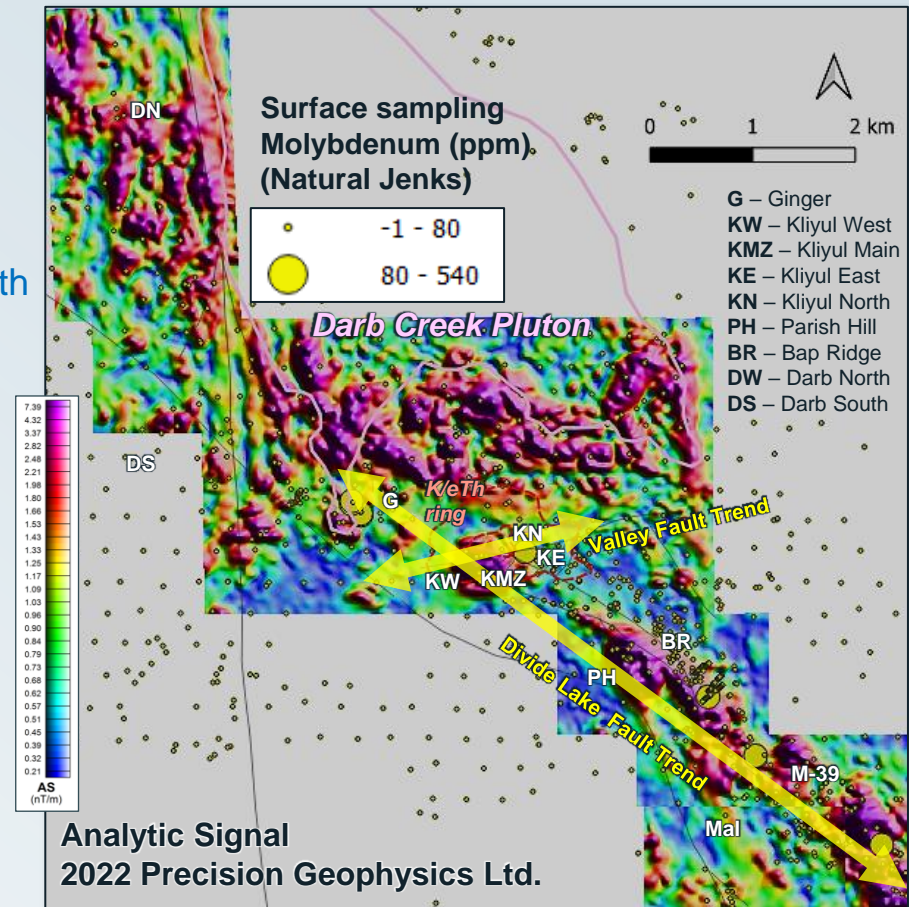 DN
Surface sampling
Molybdenum (ppm)
(Natural Jenks)
-1 - 80
80 - 540
0 1 2 km
G – Ginger
KW – Kliyul West
KMZ – Kliyul Main
KE – Kliyul East
KN – Kliyul North
PH – Parish Hill
BR – Bap Ridge
DW – Darb North
DS – Darb South
th
Darb Creek Pluton
7.39
4.32
3.37
2.82
2.48
2.21
1.98
1.80
1.66
1.53
1.43
1.33
1.25
1.17
1.09
1.03
0.96
0.90
0.84
0.79
0.73
0.68
0.62
0.57
0.51
0.45
0.39
0.32
0.21
AS
(nT/m)
DS
G
K/eTh
ring
KN
Valley Fault Trend
KE
KW
KMZ
BR
PH
Divide Lake Fault Trend
M-39
Mal
Analytic Signal
2022 Precision Geophysics Ltd.